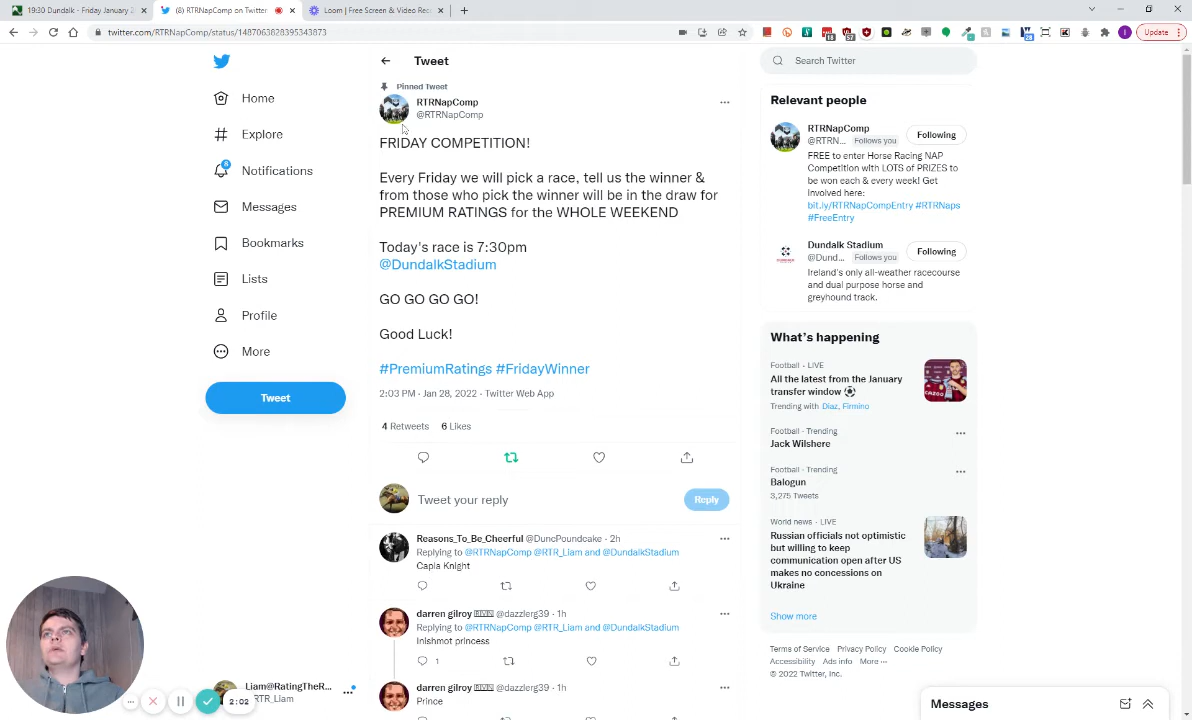 19:30 Dundalk - Friday January 2
(8) RTRNapComp on Twitter
Loom | Free Screen & Video Rec
twitter.com/RTRNapComp/status/1487063828395343873
Update
Tweet
Search Twitter
Home
Explore
Notifications
8
Messages
Bookmarks
Lists
Profile
More
Tweet
Pinned Tweet
RTRNapComp
@RTRNapComp
FRIDAY COMPETITION!
Every Friday we will pick a race, tell us the winner &
from those who pick the winner will be in the draw for
PREMIUM RATINGS for the WHOLE WEEKEND
Today's race is 7:30pm
@DundalkStadium
GO GO GO GO!
Good Luck!
#PremiumRatings #FridayWinner
2:03 PM · Jan 28, 2022 · Twitter Web App
4 Retweets 6 Likes
Tweet your reply
Reply
Reasons_To_Be_Cheerful @DuncPoundcake · 2h
Replying to @RTRNapComp @RTR_Liam and @DundalkStadium
Capla Knight
darren gilroy @dazzlerg39 · 1h
Replying to @RTRNapComp @RTR_Liam and @DundalkStadium
Inishmot princess
1
darren gilroy @dazzlerg39 · 1h
Prince
Relevant people
RTRNapComp
@RTRN... Follows you
Following
FREE to enter Horse Racing NAP
Competition with LOTS of PRIZES to
be won each & every week! Get
involved here:
bit.ly/RTRNapCompEntry #RTRNaps
#FreeEntry
Dundalk Stadium
@Dund... Follows you
Following
Ireland's only all-weather racecourse
and dual purpose horse and
greyhound track.
What's happening
Football · LIVE
All the latest from the January
transfer window
Trending with Diaz, Firmino
Football · Trending
Jack Wilshere
Football · Trending
Balogun
3,275 Tweets
World news · LIVE
Russian officials not optimistic
but willing to keep
communication open after US
makes no concessions on
Ukraine
Show more
Terms of Service Privacy Policy Cookie Policy
Accessibility Ads info More
© 2022 Twitter, Inc.
Messages
Liam@RatingTheR...
RTR_Liam
2:02